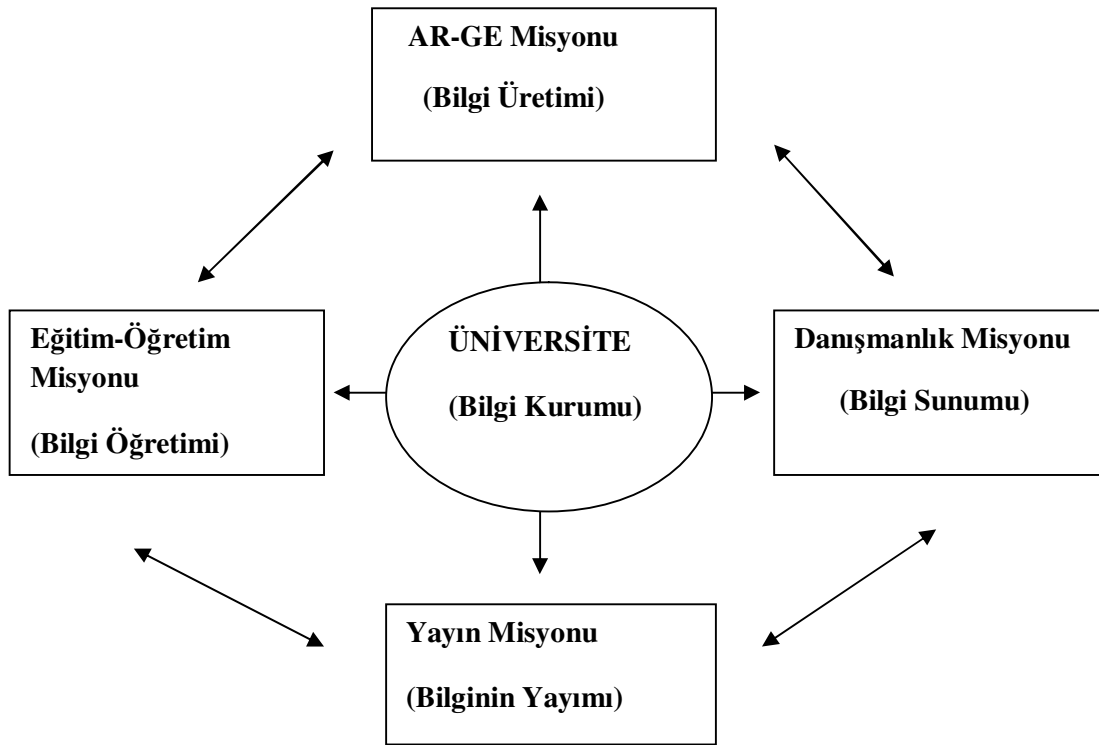 AR-GE Misyonu
(Bilgi Üretimi)
Eğitim-Öğretim
Misyonu
(Bilgi Öğretimi)
ÜNİVERSİTE
(Bilgi Kurumu)
Danışmanlık Misyonu
(Bilgi Sunumu)
Yayın Misyonu
(Bilginin Yayımı)